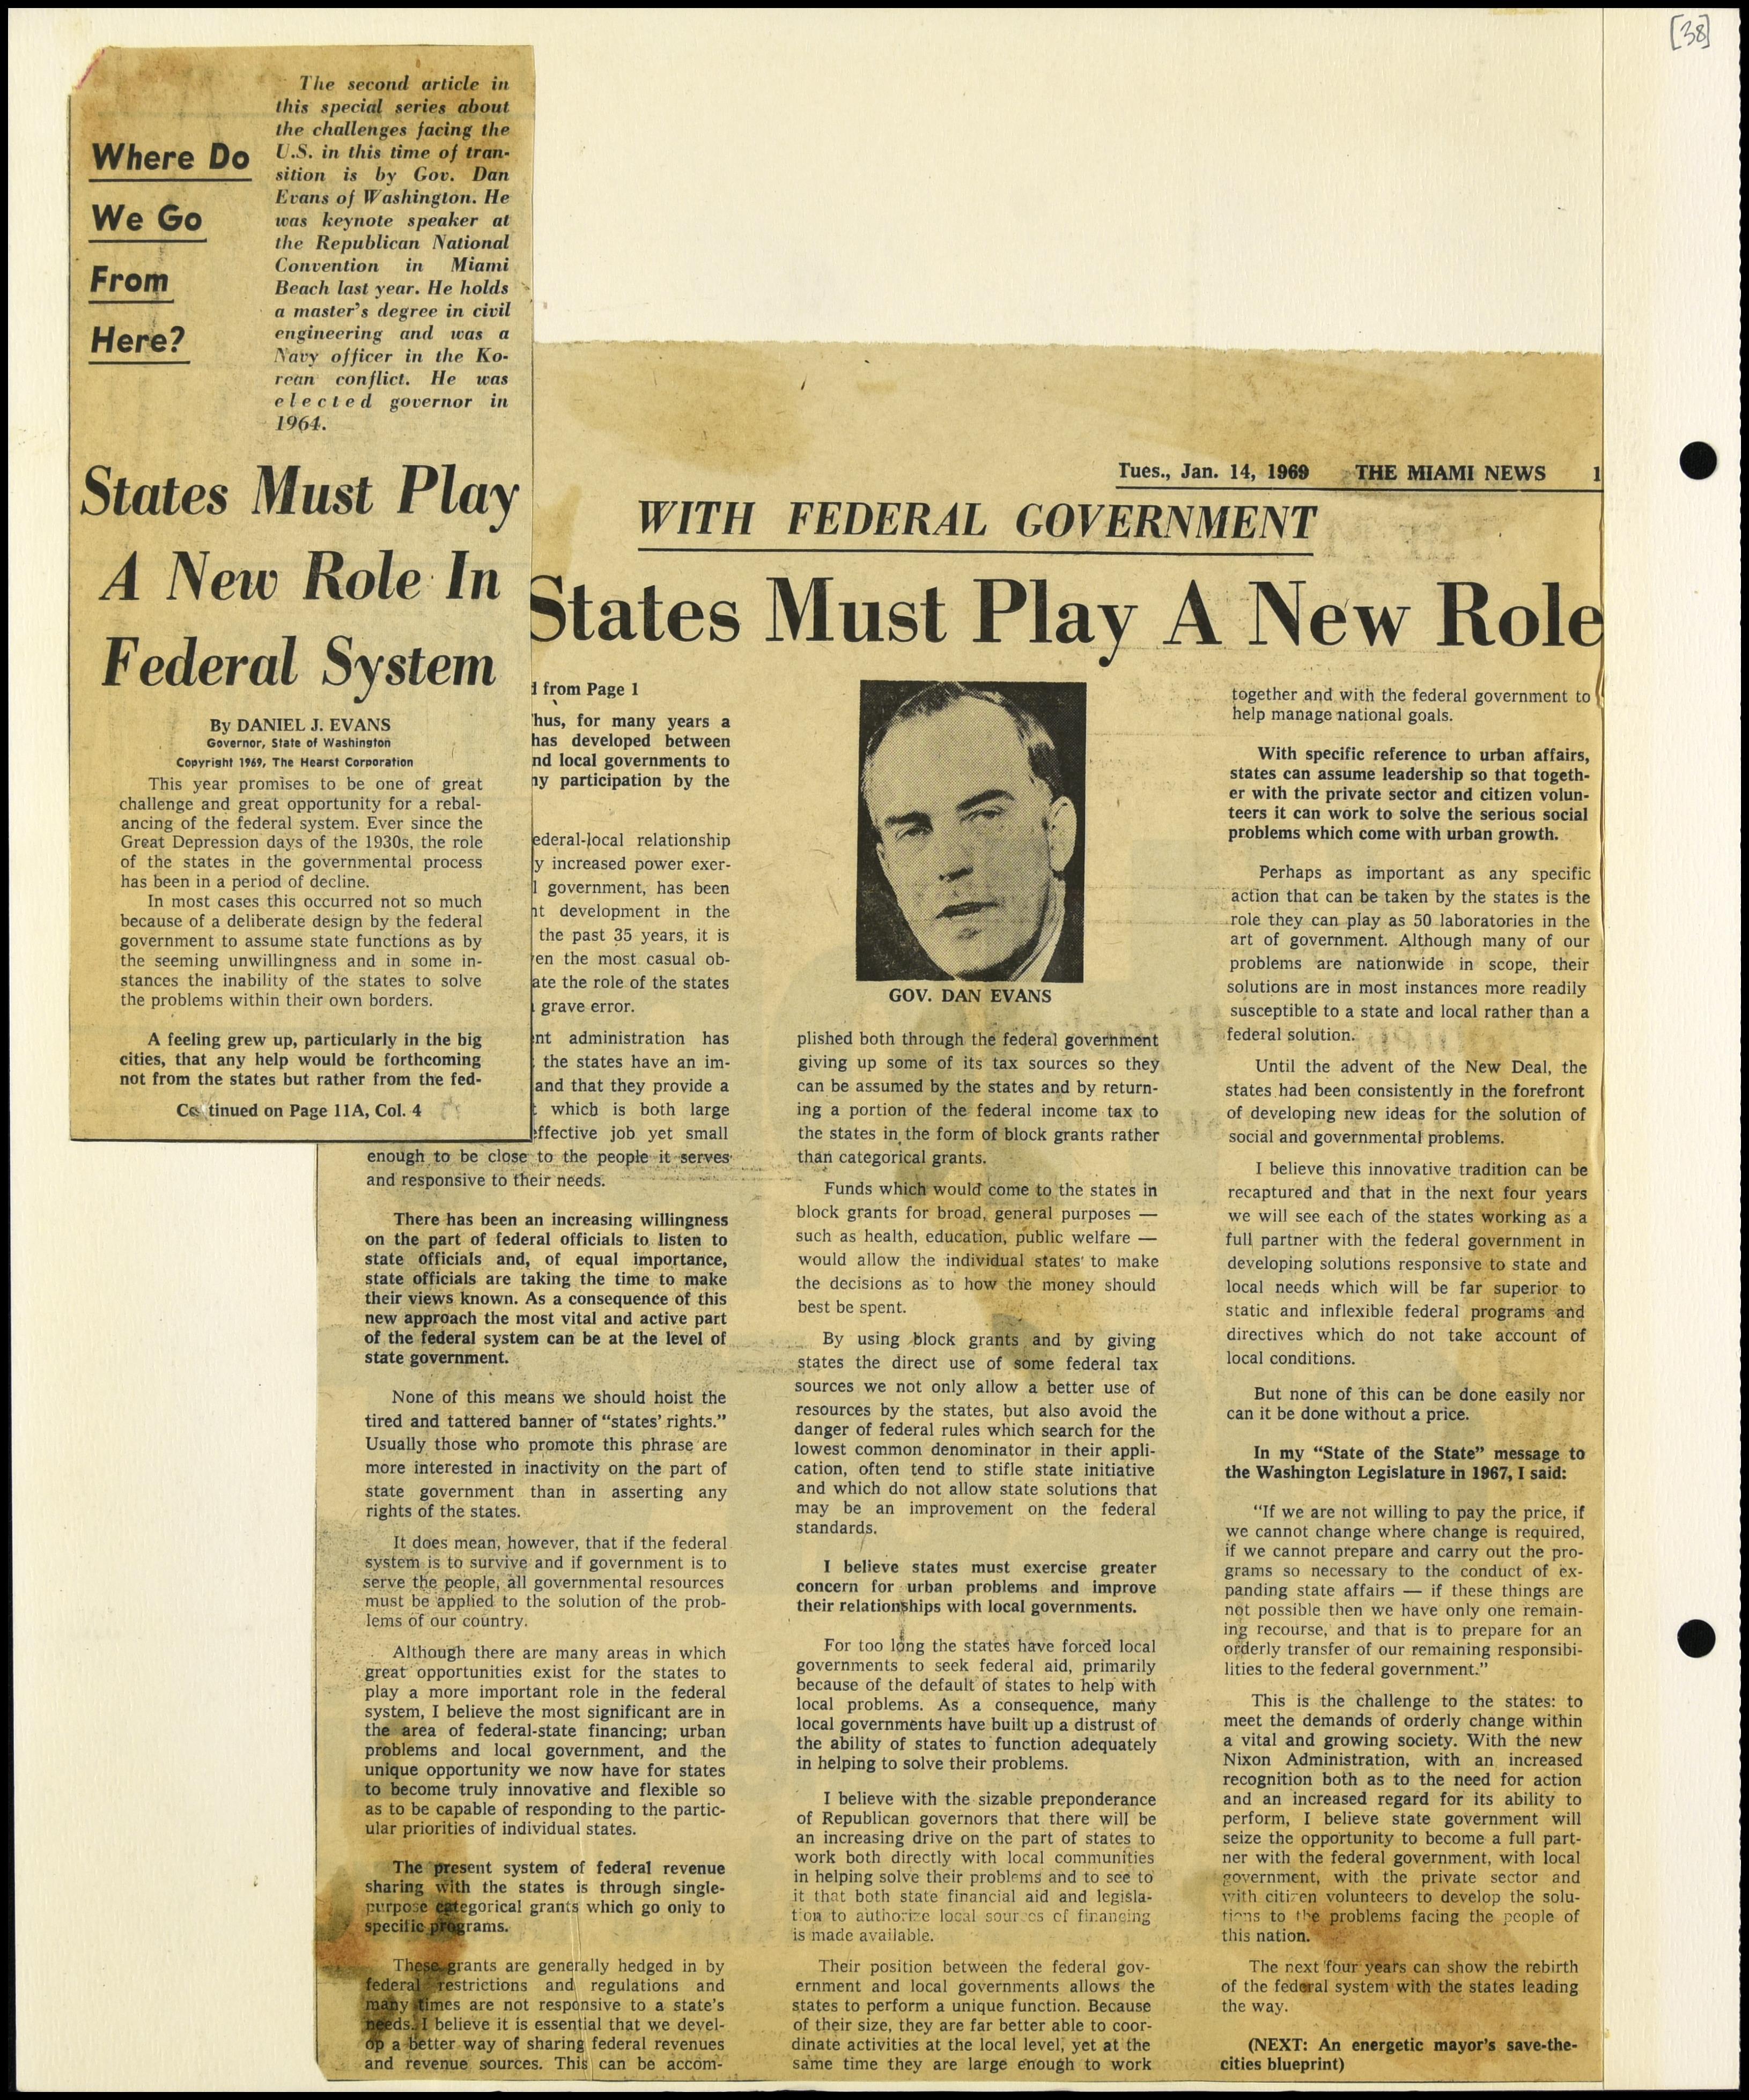 [38]
Where Do
We Go
From
Here?
The second article in
this special series about
the challenges facing the
U.S. in this time of tran-
sition is by Gov. Dan
Evans of Washington. He
was keynote speaker at
the Republican National
Convention in Miami
Beach last year. He holds
a master's degree in civil
engineering and was a
Navy officer in the Ko-
rean conflict. He was
elected governor in
1964.
States Must Play
A New Role In
Federal System
By DANIEL J. EVANS
Governor, State of Washington
Copyright 1969, The Hearst Corporation
This year promises to be one of great
challenge and great opportunity for a rebal-
ancing of the federal system. Ever since the
Great Depression days of the 1930s, the role
of the states in the governmental process
has been in a period of decline.
In most cases this occurred not so much
because of a deliberate design by the federal
government to assume state functions as by
the seeming unwillingness and in some in-
stances the inability of the states to solve
the problems within their own borders.
A feeling grew up, particularly in the big
cities, that any help would be forthcoming
not from the states but rather from the fed-
Continued on Page 11A, Col. 4
Tues., Jan. 14, 1969 THE MIAMI NEWS 1
WITH FEDERAL GOVERNMENT
States Must Play A New Role
d from Page 1
hus, for many years a
has developed between
nd local governments to
ny participation by the
ederal-local relationship
y increased power exer-
l government, has been
nt development in the
the past 35 years, it is
en the most casual ob-
ate the role of the states
grave error.
nt administration has
the states have an im-
and that they provide a
which is both large
effective job yet small
enough to be close to the people it serves
and responsive to their needs.
There has been an increasing willingness
on the part of federal officials to listen to
state officials and, of equal importance,
state officials are taking the time to make
their views known. As a consequence of this
new approach the most vital and active part
of the federal system can be at the level of
state government.
None of this means we should hoist the
tired and tattered banner of “states' rights.”
Usually those who promote this phrase are
more interested in inactivity on the part of
state government than in asserting any
rights of the states.
It does mean, however, that if the federal
system is to survive and if government is to
serve the people, all governmental resources
must be applied to the solution of the prob-
lems of our country.
Although there are many areas in which
great opportunities exist for the states to
play a more important role in the federal
system, I believe the most significant are in
the area of federal-state financing; urban
problems and local government, and the
unique opportunity we now have for states
to become truly innovative and flexible so
as to be capable of responding to the partic-
ular priorities of individual states.
The present system of federal revenue
sharing with the states is through single-
purpose categorical grants which go only to
specific programs.
These grants are generally hedged in by
federal restrictions and regulations and
many times are not responsive to a state's
needs. I believe it is essential that we devel-
op a better way of sharing federal revenues
and revenue sources. This can be accom-
GOV. DAN EVANS
plished both through the federal government
giving up some of its tax sources so they
can be assumed by the states and by return-
ing a portion of the federal income tax to
the states in the form of block grants rather
than categorical grants.
Funds which would come to the states in
block grants for broad, general purposes —
such as health, education, public welfare —
would allow the individual states to make
the decisions as to how the money should
best be spent.
By using block grants and by giving
states the direct use of some federal tax
sources we not only allow a better use of
resources by the states, but also avoid the
danger of federal rules which search for the
lowest common denominator in their appli-
cation, often tend to stifle state initiative
and which do not allow state solutions that
may be an improvement on the federal
standards.
I believe states must exercise greater
concern for urban problems and improve
their relationships with local governments.
For too long the states have forced local
governments to seek federal aid, primarily
because of the default of states to help with
local problems. As a consequence, many
local governments have built up a distrust of
the ability of states to function adequately
in helping to solve their problems.
I believe with the sizable preponderance
of Republican governors that there will be
an increasing drive on the part of states to
work both directly with local communities
in helping solve their problems and to see to
it that both state financial aid and legisla-
tion to authorize local sources of financing
is made available.
Their position between the federal gov-
ernment and local governments allows the
states to perform a unique function. Because
of their size, they are far better able to coor-
dinate activities at the local level, yet at the
same time they are large enough to work
together and with the federal government to
help manage national goals.
With specific reference to urban affairs,
states can assume leadership so that togeth-
er with the private sector and citizen volun-
teers it can work to solve the serious social
problems which come with urban growth.
Perhaps as important as any specific
action that can be taken by the states is the
role they can play as 50 laboratories in the
art of government. Although many of our
problems are nationwide in scope, their
solutions are in most instances more readily
susceptible to a state and local rather than a
federal solution.
Until the advent of the New Deal, the
states had been consistently in the forefront
of developing new ideas for the solution of
social and governmental problems.
I believe this innovative tradition can be
recaptured and that in the next four years
we will see each of the states working as a
full partner with the federal government in
developing solutions responsive to state and
local needs which will be far superior to
static and inflexible federal programs and
directives which do not take account of
local conditions.
But none of this can be done easily nor
can it be done without a price.
In my “State of the State” message to
the Washington Legislature in 1967, I said:
“If we are not willing to pay the price, if
we cannot change where change is required,
if we cannot prepare and carry out the pro-
grams so necessary to the conduct of ex-
panding state affairs — if these things are
not possible then we have only one remain-
ing recourse, and that is to prepare for an
orderly transfer of our remaining responsibi-
lities to the federal government.”
This is the challenge to the states: to
meet the demands of orderly change within
a vital and growing society. With the new
Nixon Administration, with an increased
recognition both as to the need for action
and an increased regard for its ability to
perform, I believe state government will
seize the opportunity to become a full part-
ner with the federal government, with local
government, with the private sector and
with citizen volunteers to develop the solu-
tions to the problems facing the people of
this nation.
The next four years can show the rebirth
of the federal system with the states leading
the way.
(NEXT: An energetic mayor's save-the-
cities blueprint)